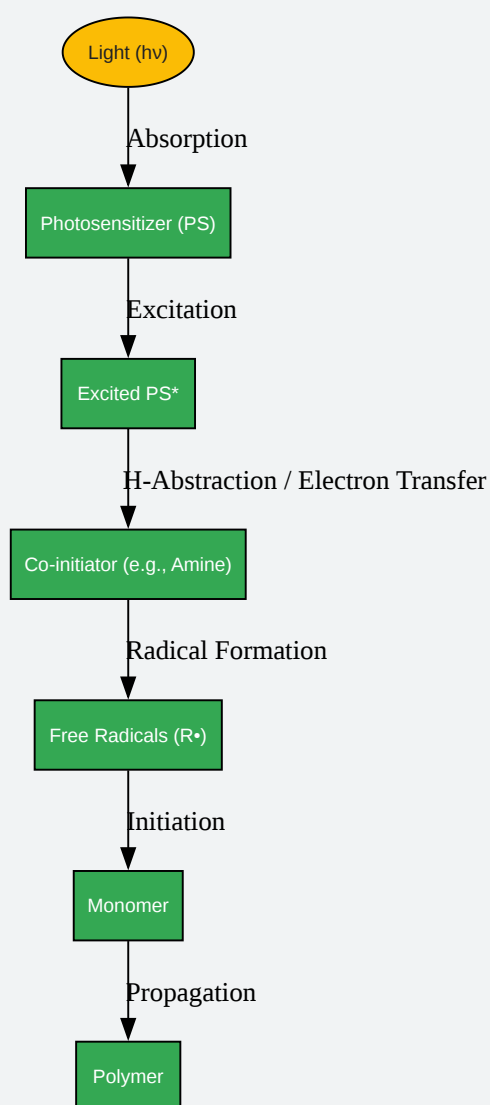 Light (hν)
Absorption
Photosensitizer (PS)
Excitation
Excited PS*
H-Abstraction / Electron Transfer
Co-initiator (e.g., Amine)
Radical Formation
Free Radicals (R•)
Initiation
Monomer
Propagation
Polymer